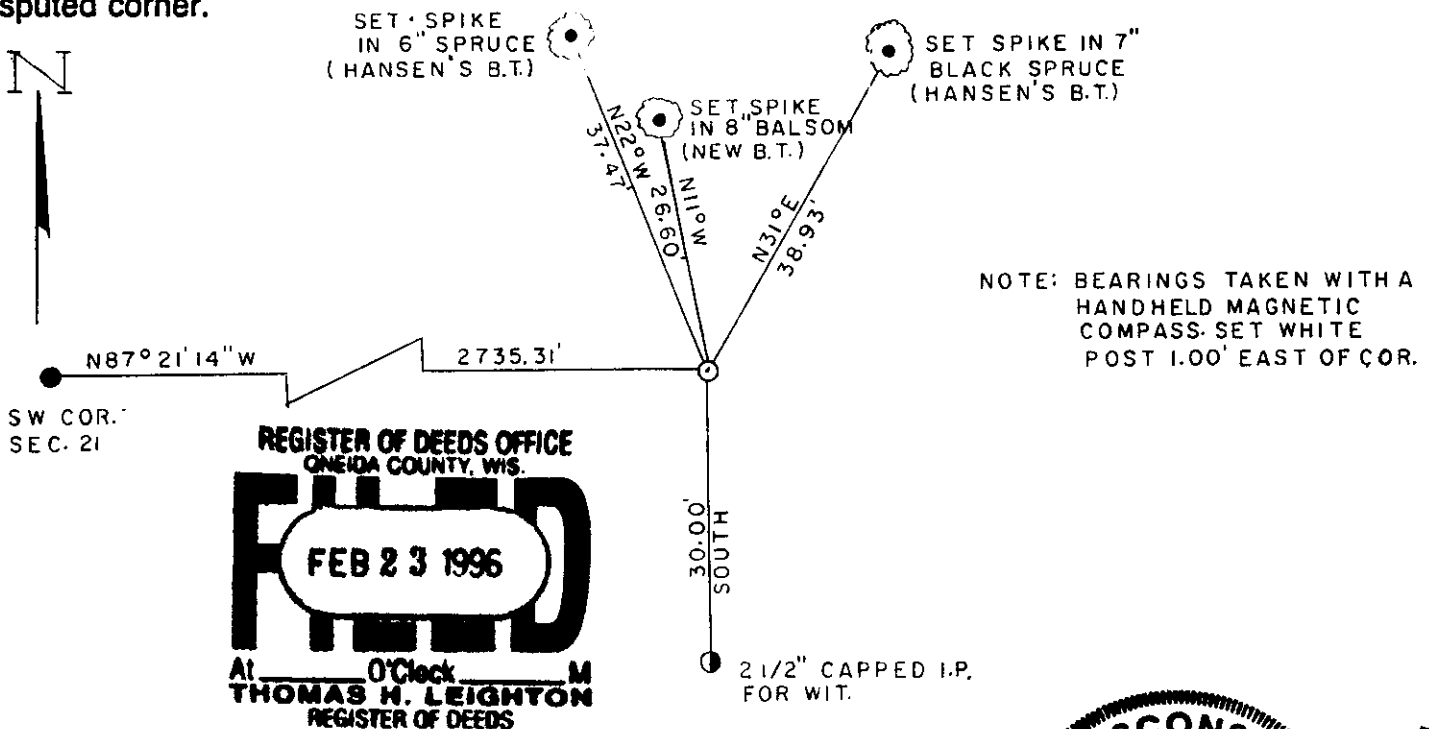 sputed corner.
N
SET SPIKE
IN 6" SPRUCE
(HANSEN'S B.T.)
SET SPIKE IN 7"
BLACK SPRUCE
(HANSEN'S B.T.)
SET SPIKE
IN 8" BALSOM
(NEW B.T.)
N22°W
37.47'
N11°W
26.60'
N31°E
38.93'
NOTE: BEARINGS TAKEN WITH A
HANDHELD MAGNETIC
COMPASS. SET WHITE
POST 1.00' EAST OF COR.
N87°21'14"W
2735.31'
SW COR.
SEC. 21
REGISTER OF DEEDS OFFICE
ONEIDA COUNTY, WIS.
FILED
FEB 23 1996
At ______ O'Clock ______ M
THOMAS H. LEIGHTON
REGISTER OF DEEDS
30.00'
SOUTH
2 1/2" CAPPED I.P.
FOR WIT.
SCONS